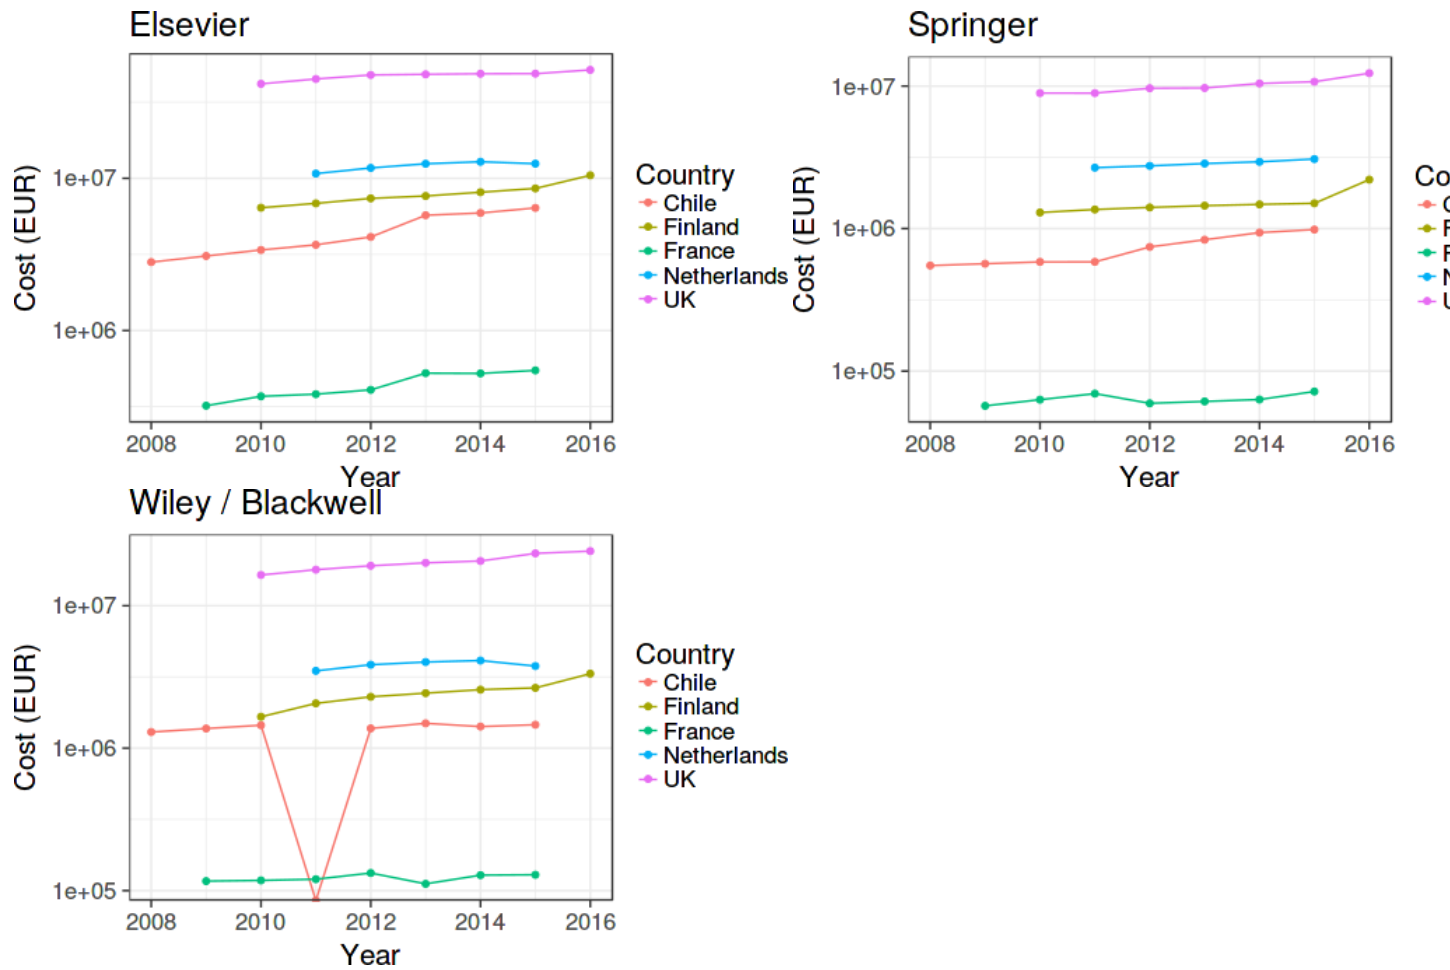 Elsevier
Cost (EUR)
1e+07
1e+06
2008 2010 2012 2014 2016
Year
Country
Chile
Finland
France
Netherlands
UK
Springer
Cost (EUR)
1e+07
1e+06
1e+05
2008 2010 2012 2014 2016
Year
Co
Wiley / Blackwell
Cost (EUR)
1e+07
1e+06
1e+05
2008 2010 2012 2014 2016
Year
Country
Chile
Finland
France
Netherlands
UK